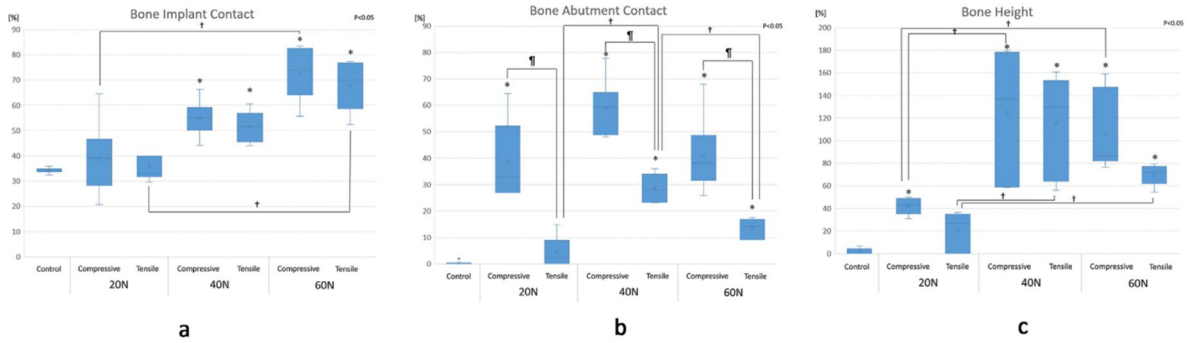 Bone Implant Contact
[%]
P<0.05
90
80
70
60
50
40
30
20
10
0
†
*
*
*
*
†
Control
Compressive
Tensile
Compressive
Tensile
Compressive
Tensile
20N
40N
60N
a
Bone Abutment Contact
[%]
P<0.05
90
80
70
60
50
40
30
20
10
0
†
†
¶
¶
¶
*
*
*
*
*
Control
Compressive
Tensile
Compressive
Tensile
Compressive
Tensile
20N
40N
60N
b
Bone Height
[%]
P<0.05
200
180
160
140
120
100
80
60
40
20
0
†
†
*
*
*
*
*
†
†
Control
Compressive
Tensile
Compressive
Tensile
Compressive
Tensile
20N
40N
60N
c